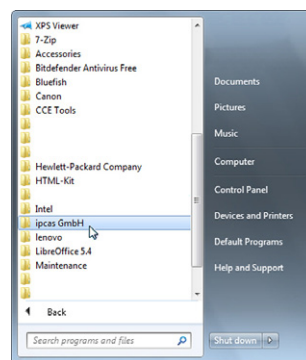 XPS Viewer
7-Zip
Accessories
Bitdefender Antivirus Free
Bluefish
Canon
CCE Tools
Hewlett-Packard Company
HTML-Kit
Intel
ipcas GmbH
lenovo
LibreOffice 5.4
Maintenance
Back
Search programs and files
Documents
Pictures
Music
Computer
Control Panel
Devices and Printers
Default Programs
Help and Support
Shut down